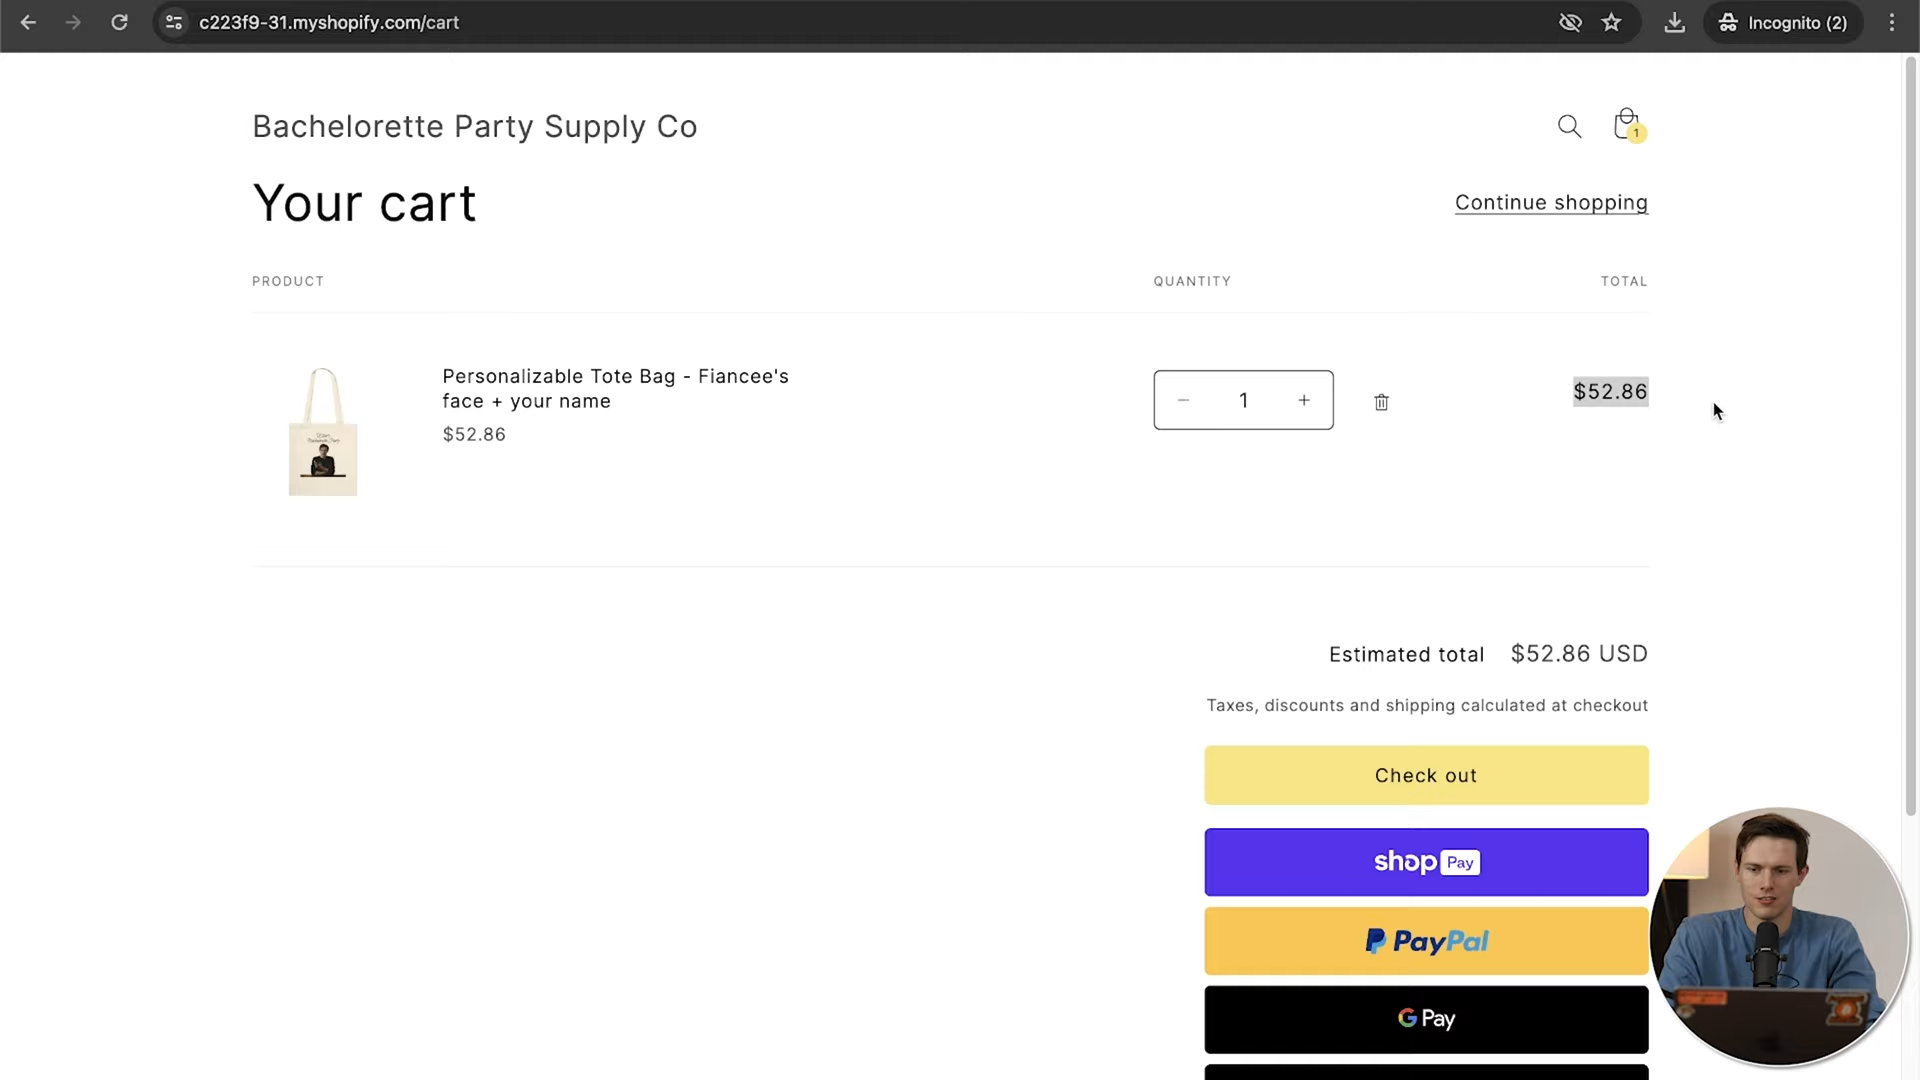 c223f9-31.myshopify.com/cart
Incognito (2)
Bachelorette Party Supply Co
1
Your cart
Continue shopping
PRODUCT
QUANTITY
TOTAL
Personalizable Tote Bag - Fiancee's
face + your name
$52.86
− 1 +
$52.86
Estimated total $52.86 USD
Taxes, discounts and shipping calculated at checkout
Check out
shop Pay
PayPal
G Pay